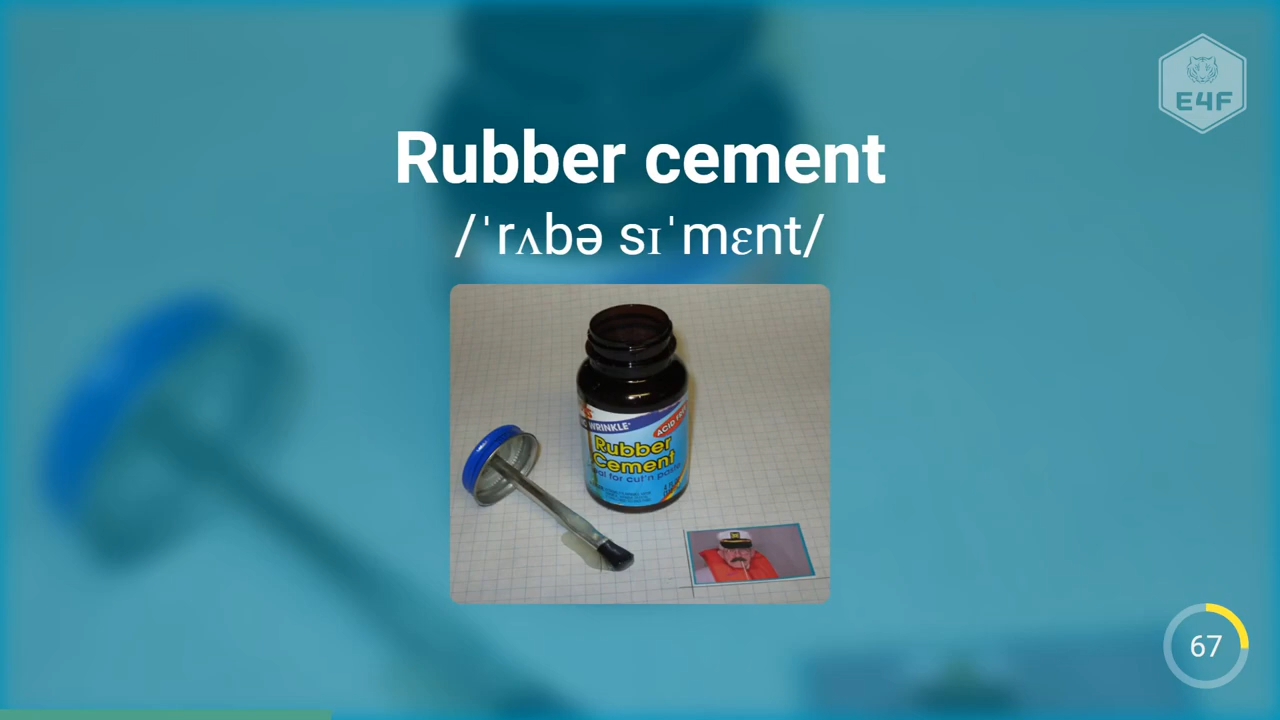 E4F
Rubber cement
/ˈrʌbə sɪˈmɛnt/
WRINKLE
ACID FREE
Rubber
Cement
for cut'n paste
67